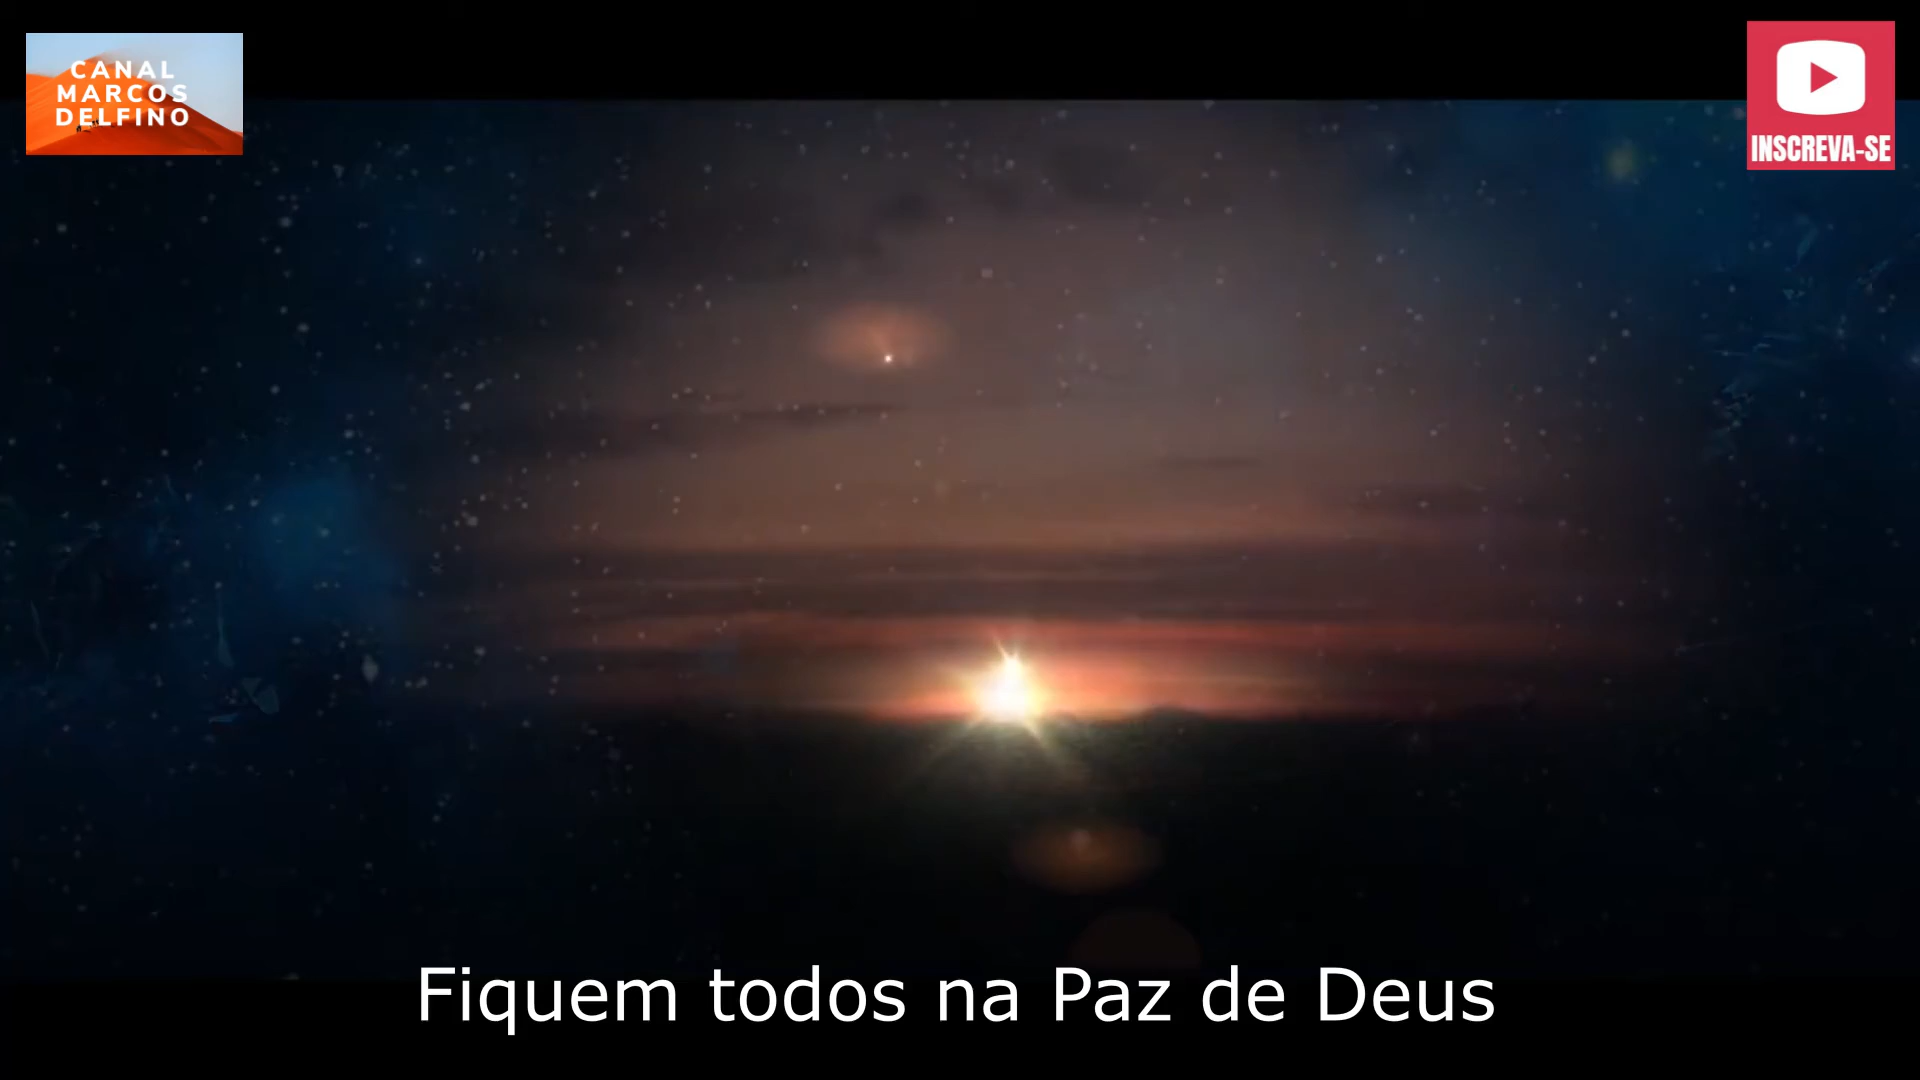 CANAL
MARCOS
DELFINO
INSCREVA-SE
Fiquem todos na Paz de Deus